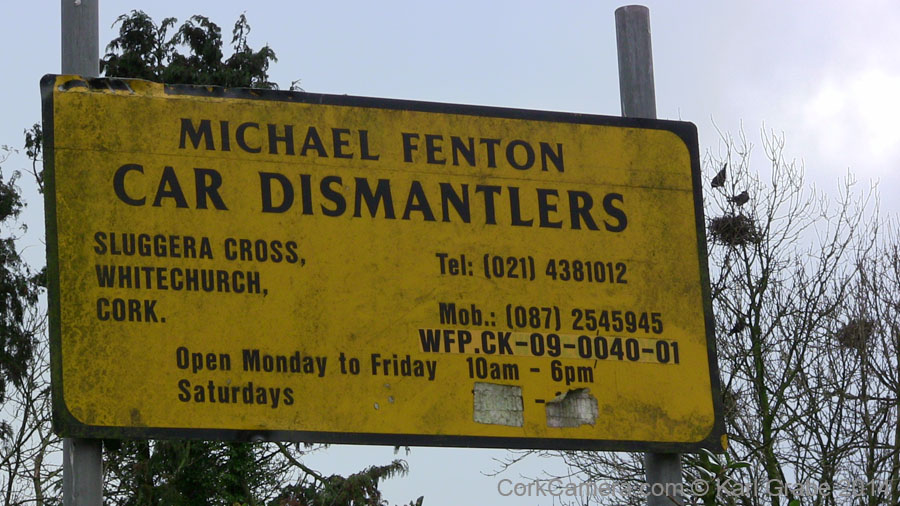 MICHAEL FENTON
CAR DISMANTLERS
SLUGGERA CROSS,
WHITECHURCH,
CORK.
Tel: (021) 4381012
Mob.: (087) 2545945
WFP.CK-09-0040-01
Open Monday to Friday 10am - 6pm
Saturdays -
©